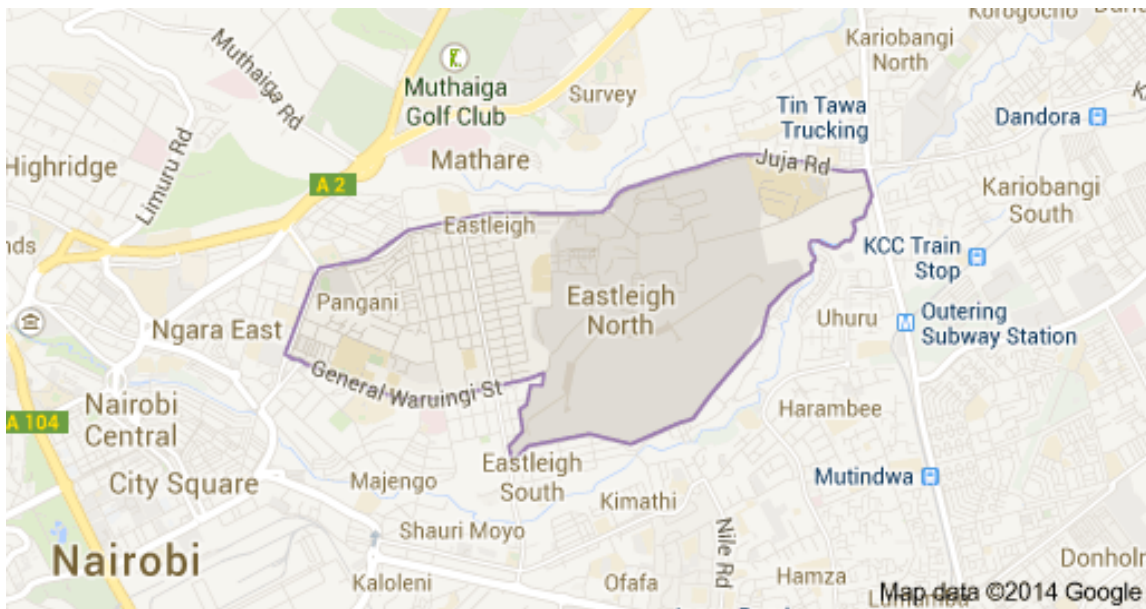 Korogocho
Muthaiga Rd
Kariobangi
North
Muthaiga
Golf Club
Survey
Tin Tawa
Trucking
Dandora
Highridge
Limuru Rd
Mathare
Juja Rd
A 2
Kariobangi
South
Eastleigh
KCC Train
Stop
Pangani
Eastleigh
North
Ngara East
Uhuru
Outering
Subway Station
General Waruingi St
A 104
Nairobi
Central
Harambee
City Square
Majengo
Eastleigh
South
Mutindwa
Kimathi
Shauri Moyo
Nile Rd
Nairobi
Kaloleni
Ofafa
Hamza
Map data ©2014 Google